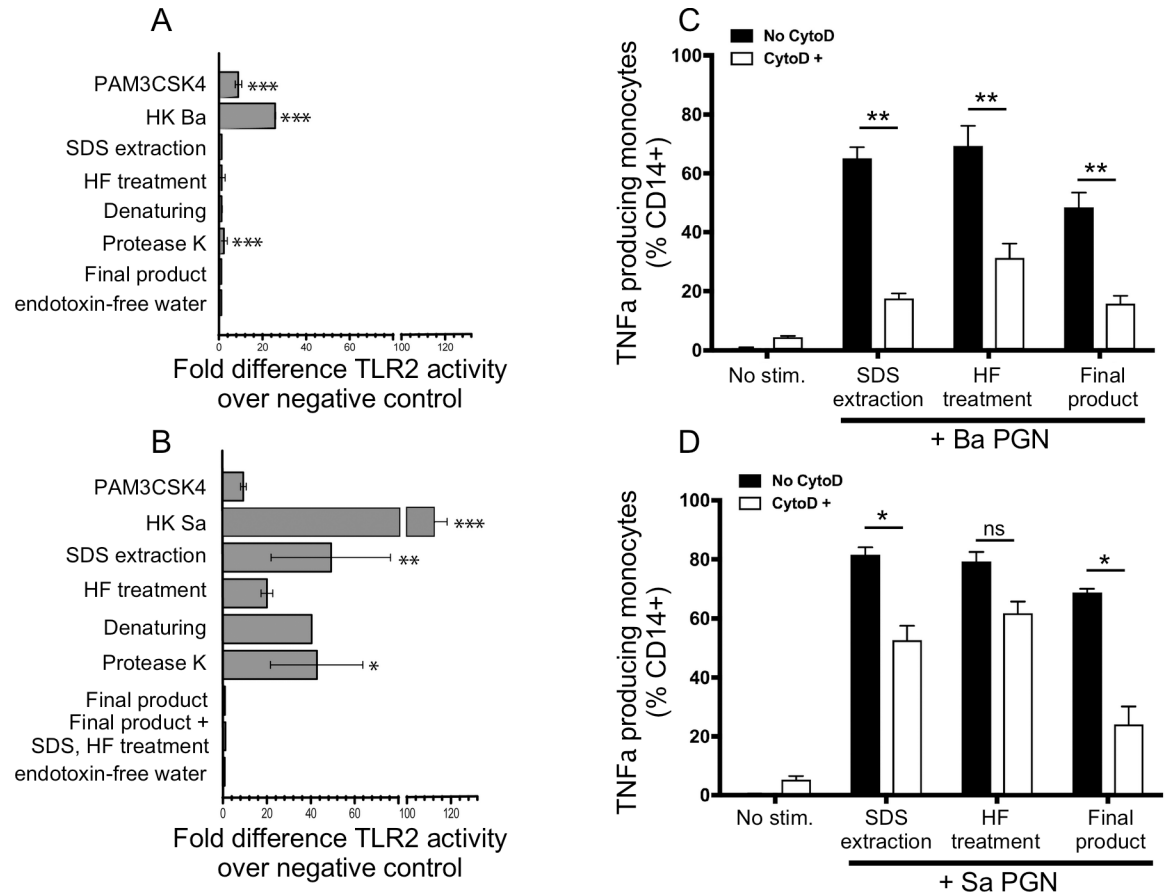 A
PAM3CSK4
***
HK Ba
***
SDS extraction
HF treatment
Denaturing
Protease K
***
Final product
endotoxin-free water
0 20 40 60 80 100 120
Fold difference TLR2 activity
over negative control
B
PAM3CSK4
HK Sa
***
SDS extraction
**
HF treatment
Denaturing
Protease K
*
Final product
Final product +
SDS, HF treatment
endotoxin-free water
0 20 40 60 80 100 120
Fold difference TLR2 activity
over negative control
C
No CytoD
CytoD +
TNFa producing monocytes
(% CD14+)
100
80
60
40
20
0
** ** **
No stim. SDS HF Final
extraction treatment product
+ Ba PGN
D
No CytoD
CytoD +
TNFa producing monocytes
(% CD14+)
100
80
60
40
20
0
* ns *
No stim. SDS HF Final
extraction treatment product
+ Sa PGN